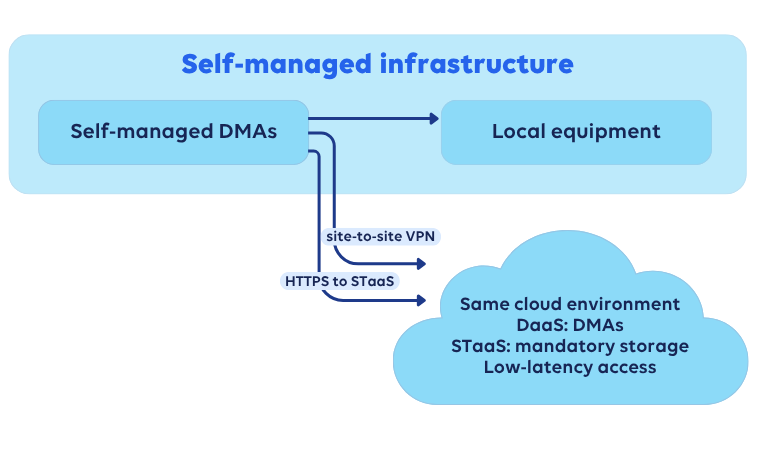 Self-managed infrastructure
Self-managed DMAs
Local equipment
site-to-site VPN
HTTPS to STaaS
Same cloud environment
DaaS: DMAs
STaaS: mandatory storage
Low-latency access